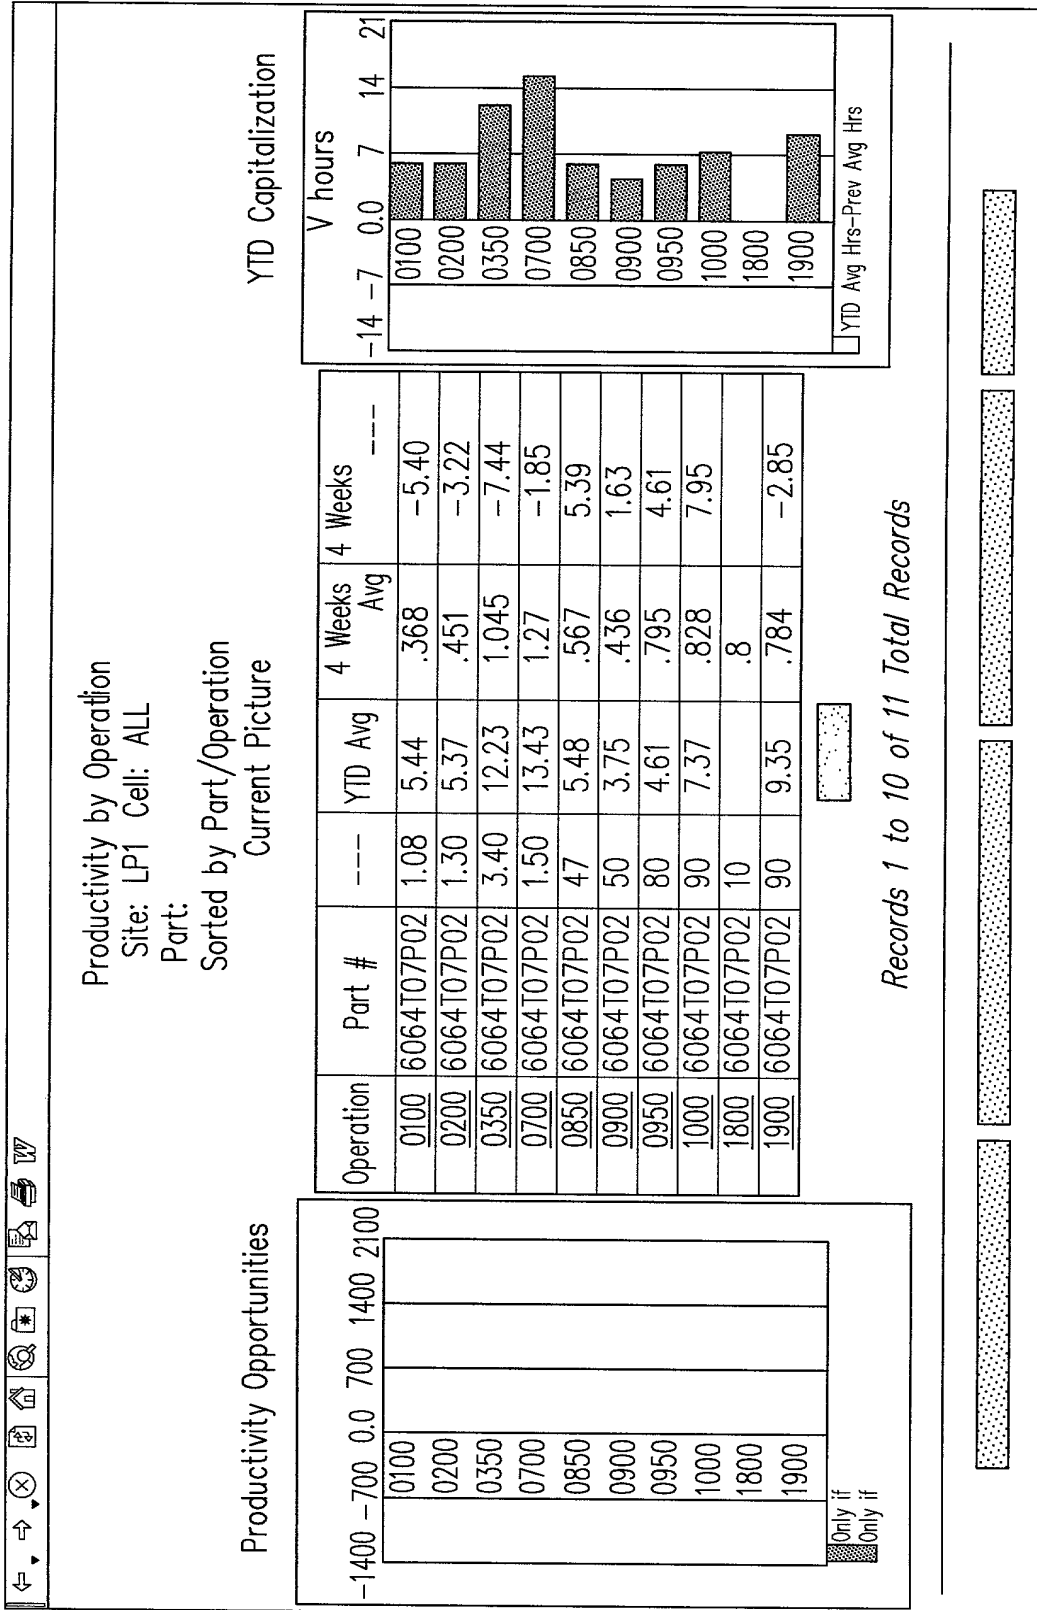 W
Productivity by Operation
Site: LP1 Cell: ALL
Part:
Sorted by Part/Operation
Current Picture
Productivity Opportunities
-1400 -700 0.0 700 1400 2100
0100
0200
0350
0700
0850
0900
0950
1000
1800
1900
Only if
Only if
Operation Part # --- YTD Avg 4 Weeks Avg 4 Weeks ---
0100 6064T07P02 1.08 5.44 .368 -5.40
0200 6064T07P02 1.30 5.37 .451 -3.22
0350 6064T07P02 3.40 12.23 1.045 -7.44
0700 6064T07P02 1.50 13.43 1.27 -1.85
0850 6064T07P02 47 5.48 .567 5.39
0900 6064T07P02 50 3.75 .436 1.63
0950 6064T07P02 80 4.61 .795 4.61
1000 6064T07P02 90 7.37 .828 7.95
1800 6064T07P02 10 .8
1900 6064T07P02 90 9.35 .784 -2.85
YTD Capitalization
V hours
-14 -7 0.0 7 14 21
0100
0200
0350
0700
0850
0900
0950
1000
1800
1900
YTD Avg Hrs-Prev Avg Hrs
Records 1 to 10 of 11 Total Records